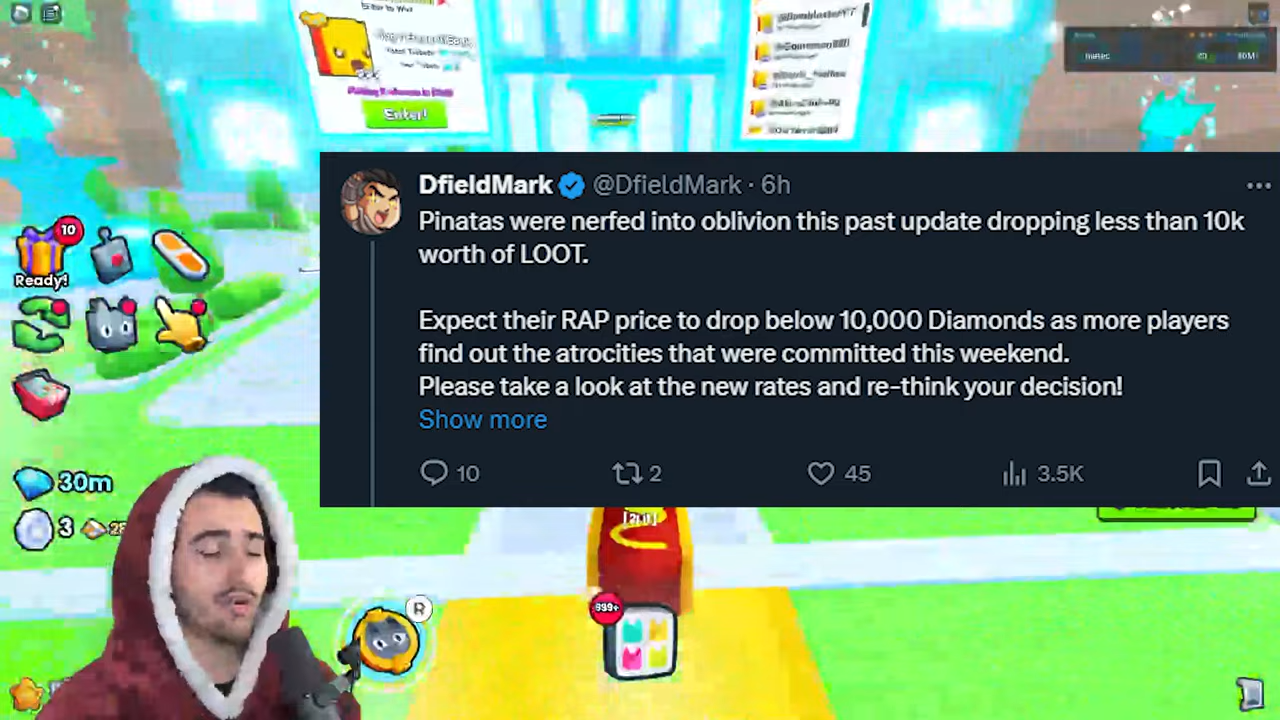 Enter!
DfieldMark @DfieldMark · 6h
Pinatas were nerfed into oblivion this past update dropping less than 10k
worth of LOOT.
Expect their RAP price to drop below 10,000 Diamonds as more players
find out the atrocities that were committed this weekend.
Please take a look at the new rates and re-think your decision!
Show more
10 2 45 3.5K
10
Ready!
30m
3
R
999+